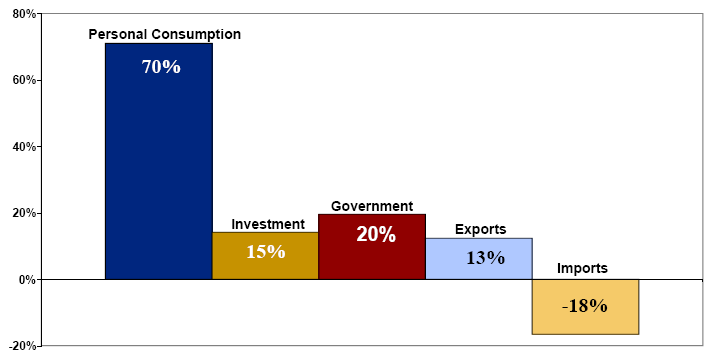 80%
Personal Consumption
70%
60%
40%
20%
Government
Investment
20%
15%
Exports
13%
Imports
0%
-18%
-20%